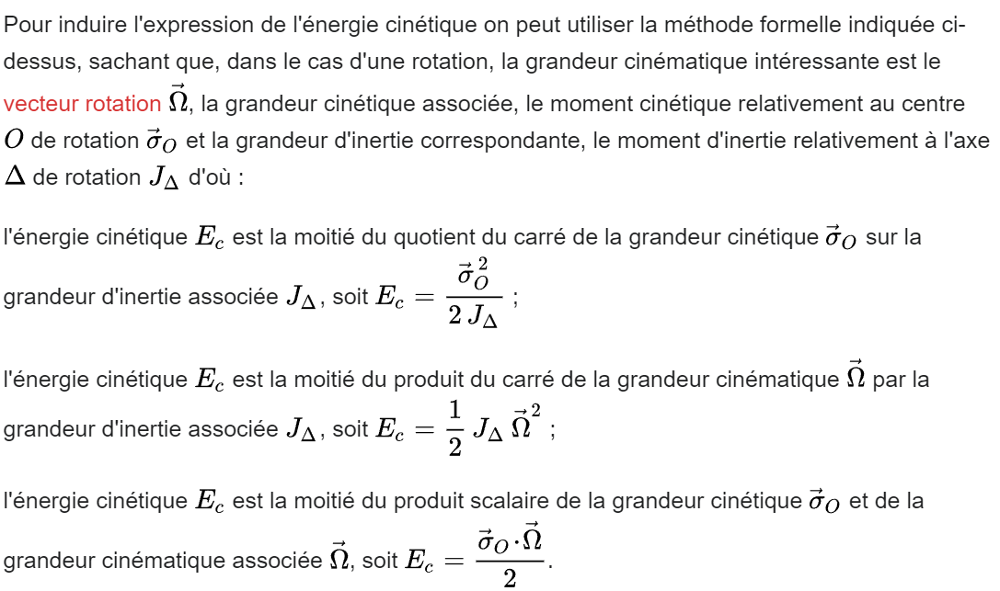 Pour induire l'expression de l'énergie cinétique on peut utiliser la méthode formelle indiquée ci-
dessus, sachant que, dans le cas d'une rotation, la grandeur cinématique intéressante est le
vecteur rotation $\vec{\Omega}$, la grandeur cinétique associée, le moment cinétique relativement au centre
$O$ de rotation $\vec{\sigma}_O$ et la grandeur d'inertie correspondante, le moment d'inertie relativement à l'axe
$\Delta$ de rotation $J_\Delta$ d'où :
l'énergie cinétique $E_c$ est la moitié du quotient du carré de la grandeur cinétique $\vec{\sigma}_O$ sur la
grandeur d'inertie associée $J_\Delta$, soit $E_c = \dfrac{\vec{\sigma}_O^{\,2}}{2\,J_\Delta}$ ;
l'énergie cinétique $E_c$ est la moitié du produit du carré de la grandeur cinématique $\vec{\Omega}$ par la
grandeur d'inertie associée $J_\Delta$, soit $E_c = \dfrac{1}{2}\,J_\Delta\,\vec{\Omega}^2$ ;
l'énergie cinétique $E_c$ est la moitié du produit scalaire de la grandeur cinétique $\vec{\sigma}_O$ et de la
grandeur cinématique associée $\vec{\Omega}$, soit $E_c = \dfrac{\vec{\sigma}_O \cdot \vec{\Omega}}{2}$.